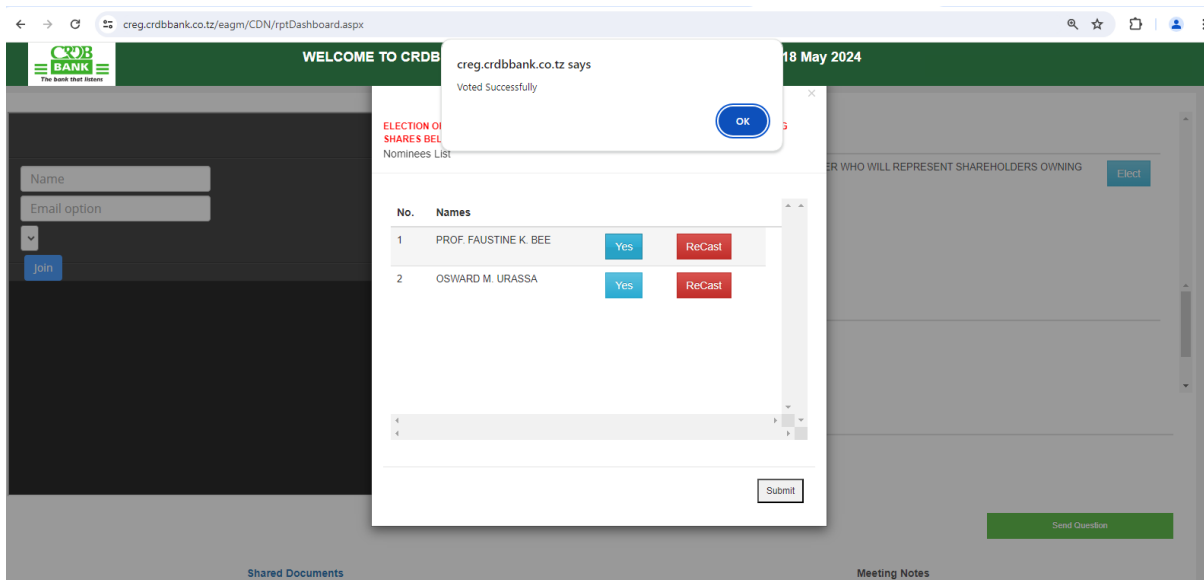 creg.crdbbank.co.tz/eagm/CDN/rptDashboard.aspx
CRDB
BANK
The bank that listens
WELCOME TO CRDB
18 May 2024
creg.crdbbank.co.tz says
Voted Successfully
OK
ELECTION
SHARES BEL
Nominees List
×
ER WHO WILL REPRESENT SHAREHOLDERS OWNING
Elect
Name
Email option
Join
No. Names
1 PROF. FAUSTINE K. BEE Yes ReCast
2 OSWARD M. URASSA Yes ReCast
Submit
Send Question
Shared Documents
Meeting Notes